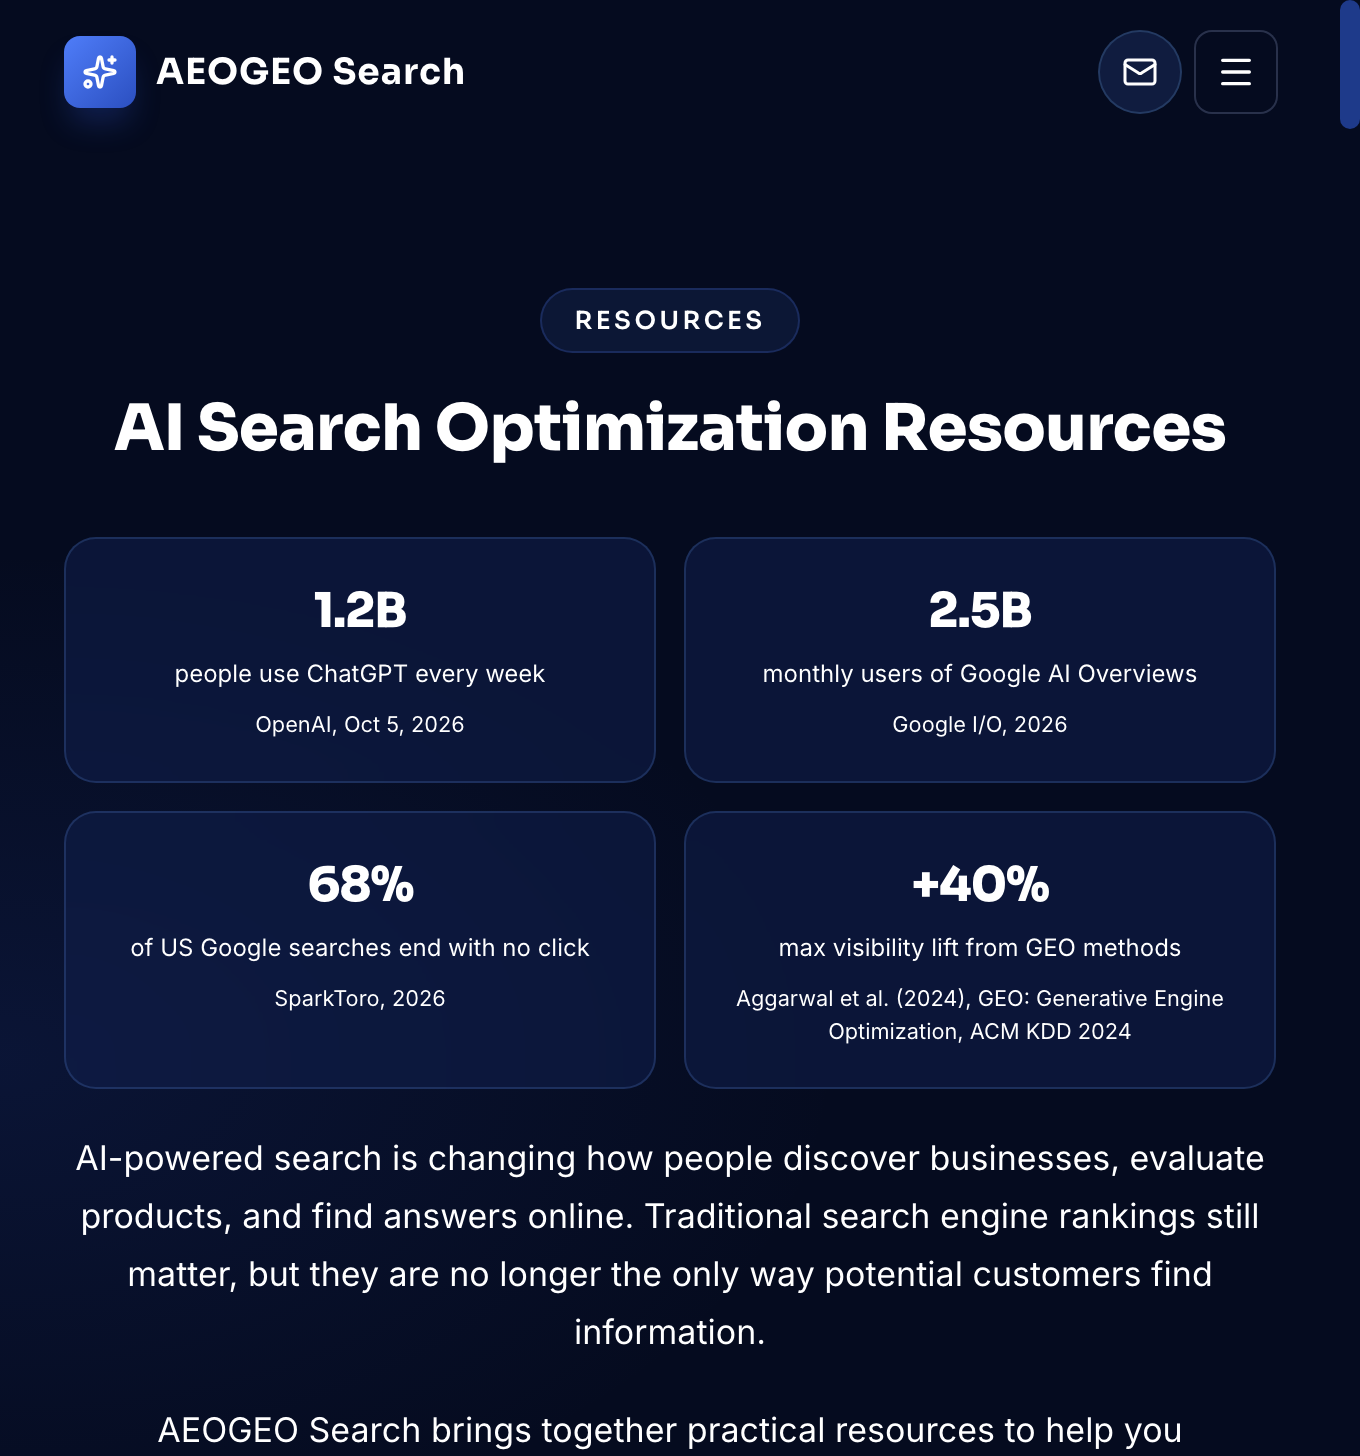 AEOGEO Search
RESOURCES
AI Search Optimization Resources
1.2B
people use ChatGPT every week
OpenAI, Oct 5, 2026
2.5B
monthly users of Google AI Overviews
Google I/O, 2026
68%
of US Google searches end with no click
SparkToro, 2026
+40%
max visibility lift from GEO methods
Aggarwal et al. (2024), GEO: Generative Engine
Optimization, ACM KDD 2024
AI-powered search is changing how people discover businesses, evaluate
products, and find answers online. Traditional search engine rankings still
matter, but they are no longer the only way potential customers find
information.
AEOGEO Search brings together practical resources to help you